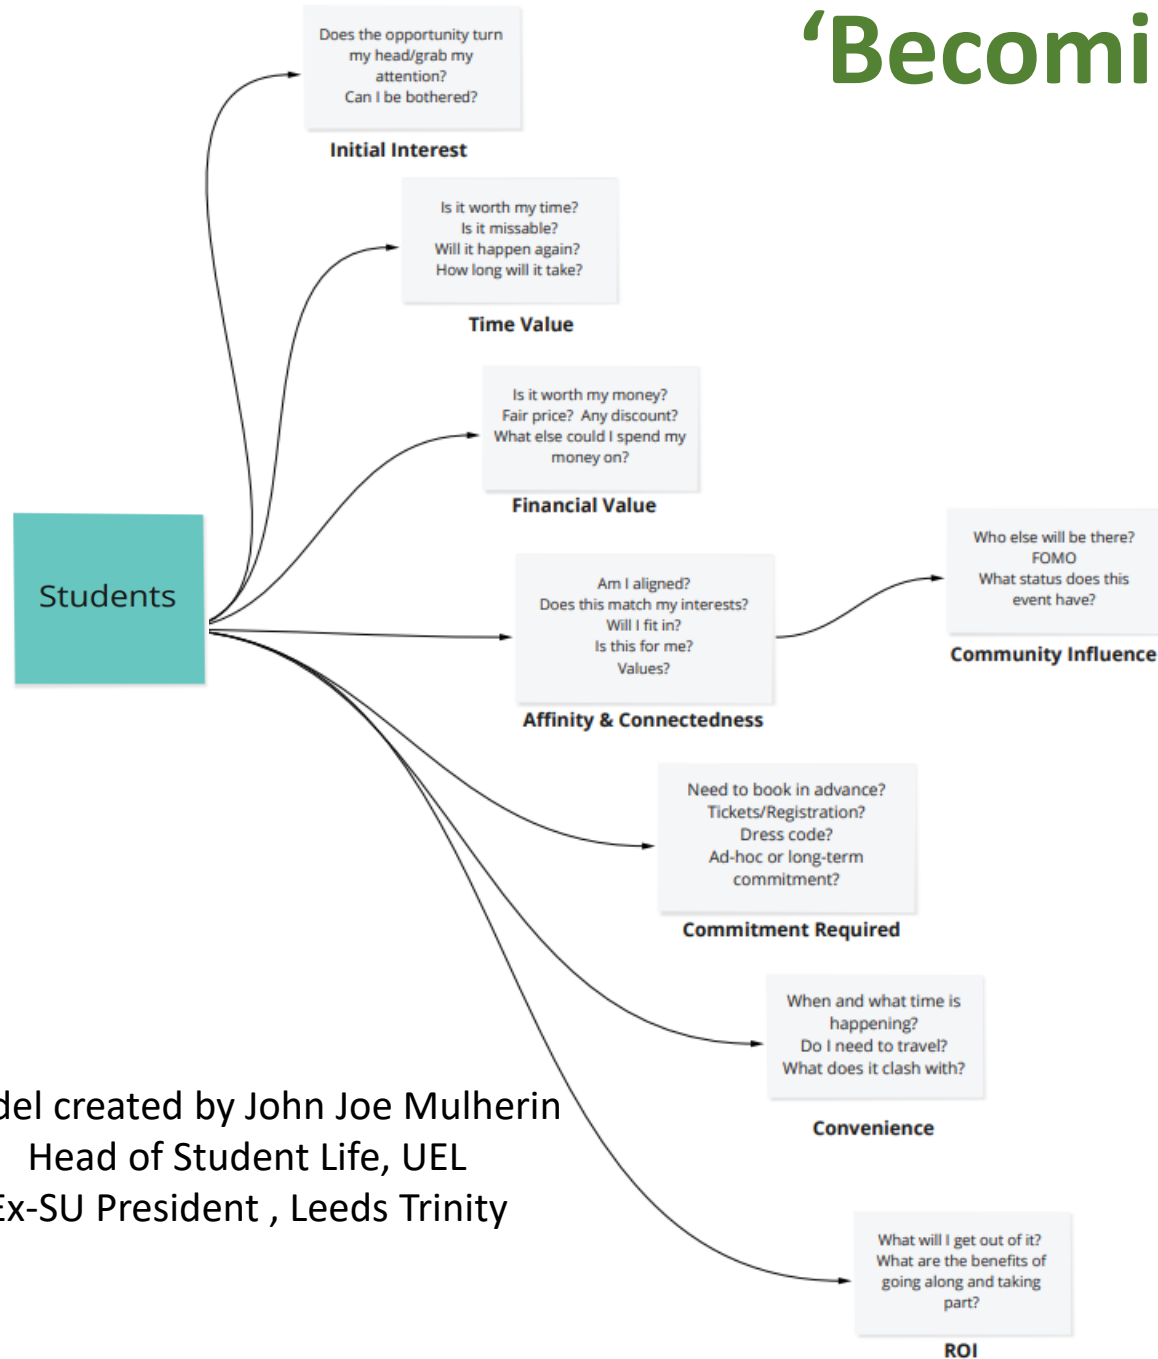 ‘Becomi
Does the opportunity turn
my head/grab my
attention?
Can I be bothered?
Initial Interest
Is it worth my time?
Is it missable?
Will it happen again?
How long will it take?
Time Value
Is it worth my money?
Fair price? Any discount?
What else could I spend my
money on?
Financial Value
Students
Am I aligned?
Does this match my interests?
Will I fit in?
Is this for me?
Values?
Affinity & Connectedness
Who else will be there?
FOMO
What status does this
event have?
Community Influence
Need to book in advance?
Tickets/Registration?
Dress code?
Ad-hoc or long-term
commitment?
Commitment Required
When and what time is
happening?
Do I need to travel?
What does it clash with?
Convenience
del created by John Joe Mulherin
Head of Student Life, UEL
Ex-SU President , Leeds Trinity
What will I get out of it?
What are the benefits of
going along and taking
part?
ROI